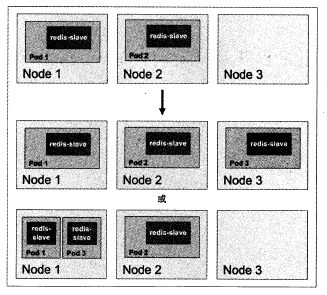 redis-slave
redis-slave
Pod 1
Pod 2
Node 1
Node 2
Node 3
redis-slave
redis-slave
redis-slave
Pod 1
Pod 2
Pod 3
Node 1
Node 2
Node 3
或
redis-
slave
redis-
slave
redis-slave
Pod 1
Pod 3
Pod 2
Node 1
Node 2
Node 3